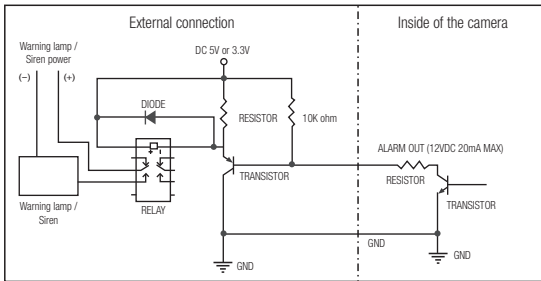 External connection
Inside of the camera
Warning lamp /
Siren power
(−)
(+)
DC 5V or 3.3V
DIODE
RESISTOR
10K ohm
ALARM OUT (12VDC 20mA MAX)
RESISTOR
TRANSISTOR
TRANSISTOR
Warning lamp /
Siren
RELAY
GND
GND
GND